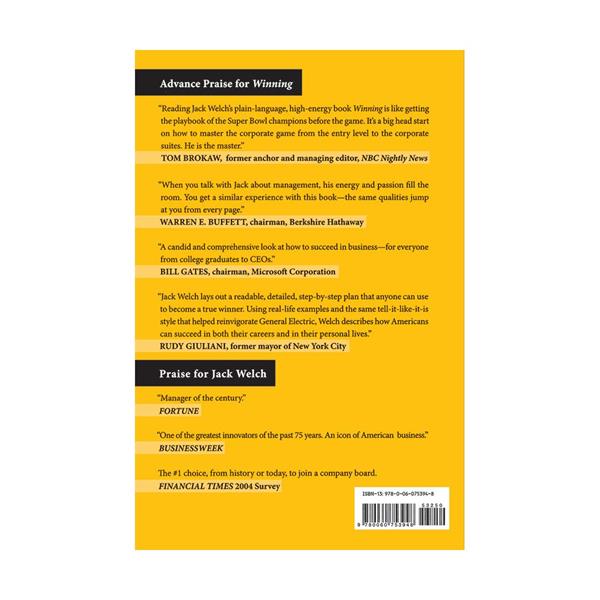 Advance Praise for Winning
“Reading Jack Welch’s plain-language, high-energy book Winning is like getting
the playbook of the Super Bowl champions before the game. It’s a big head start
on how to master the corporate game from the entry level to the corporate
suites. He is the master.”
TOM BROKAW, former anchor and managing editor, NBC Nightly News
“When you talk with Jack about management, his energy and passion fill the
room. You get a similar experience with this book—the same qualities jump
at you from every page.”
WARREN E. BUFFETT, chairman, Berkshire Hathaway
“A candid and comprehensive look at how to succeed in business—for everyone
from college graduates to CEOs.”
BILL GATES, chairman, Microsoft Corporation
“Jack Welch lays out a readable, detailed, step-by-step plan that anyone can use
to become a true winner. Using real-life examples and the same tell-it-like-it-is
style that helped reinvigorate General Electric, Welch describes how Americans
can succeed in both their careers and in their personal lives.”
RUDY GIULIANI, former mayor of New York City
Praise for Jack Welch
“Manager of the century.”
FORTUNE
“One of the greatest innovators of the past 75 years. An icon of American business.”
BUSINESSWEEK
The #1 choice, from history or today, to join a company board.
FINANCIAL TIMES 2004 Survey
ISBN-13: 978-0-06-075394-8
53250
9 780060 753948